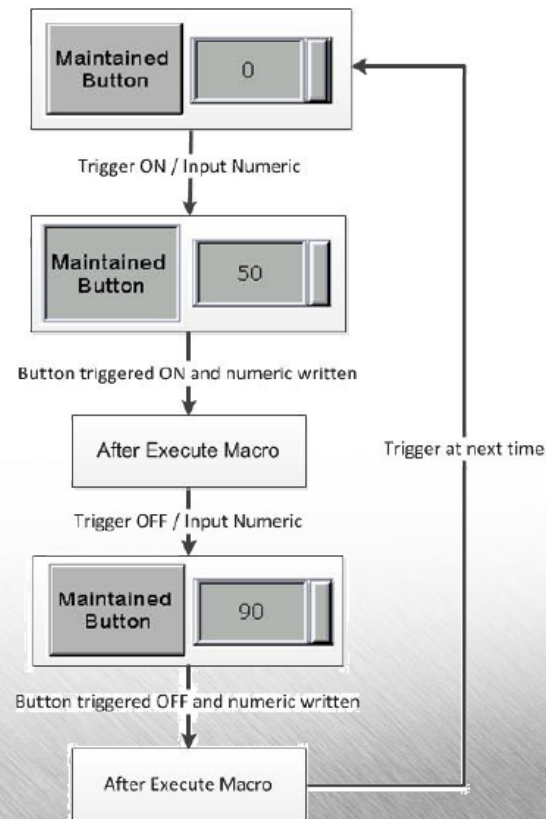 Maintained
Button
0
Trigger ON / Input Numeric
Maintained
Button
50
Button triggered ON and numeric written
After Execute Macro
Trigger at next time
Trigger OFF / Input Numeric
Maintained
Button
90
Button triggered OFF and numeric written
After Execute Macro